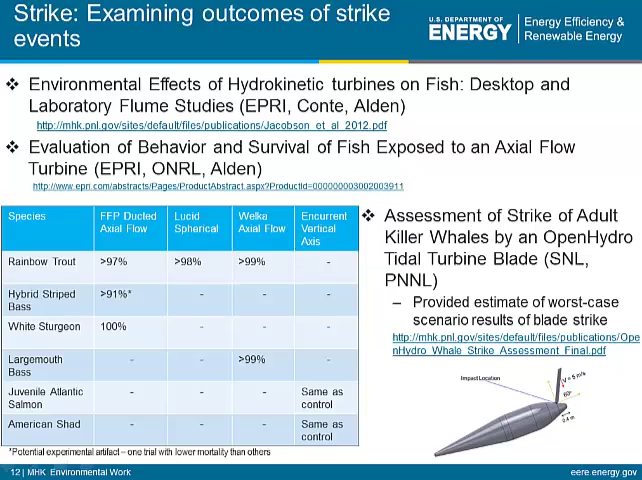 Strike: Examining outcomes of strike
events
U.S. DEPARTMENT OF
ENERGY
Energy Efficiency &
Renewable Energy
❖ Environmental Effects of Hydrokinetic turbines on Fish: Desktop and
Laboratory Flume Studies (EPRI, Conte, Alden)
http://mhk.pnl.gov/sites/default/files/publications/Jacobson_et_al_2012.pdf
❖ Evaluation of Behavior and Survival of Fish Exposed to an Axial Flow
Turbine (EPRI, ONRL, Alden)
http://www.epri.com/abstracts/Pages/ProductAbstract.aspx?ProductId=000000003002003911
Species FFP Ducted Axial Flow Lucid Spherical Welka Axial Flow Encurrent Vertical Axis
Rainbow Trout >97% >98% >99% -
Hybrid Striped Bass >91%* - - -
White Sturgeon 100% - - -
Largemouth Bass - - >99% -
Juvenile Atlantic Salmon - - - Same as control
American Shad - - - Same as control
*Potential experimental artifact – one trial with lower mortality than others
❖ Assessment of Strike of Adult
Killer Whales by an OpenHydro
Tidal Turbine Blade (SNL,
PNNL)
– Provided estimate of worst-case
scenario results of blade strike
http://mhk.pnl.gov/sites/default/files/publications/Ope
nHydro_Whale_Strike_Assessment_Final.pdf
Impact Location
V = 5 m/s
60°
0.4 m
12 | MHK Environmental Work
eere.energy.gov